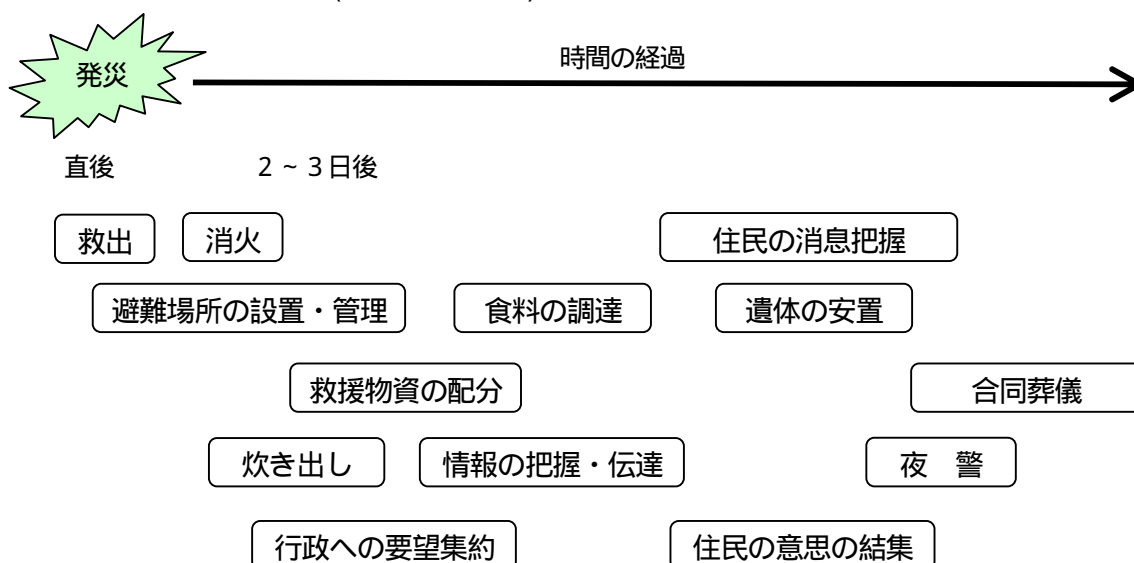 発災
時間の経過
直後 2~3日後
救出 消火 住民の消息把握
避難場所の設置・管理 食料の調達 遺体の安置
救援物資の配分 合同葬儀
炊き出し 情報の把握・伝達 夜 警
行政への要望集約 住民の意思の結集